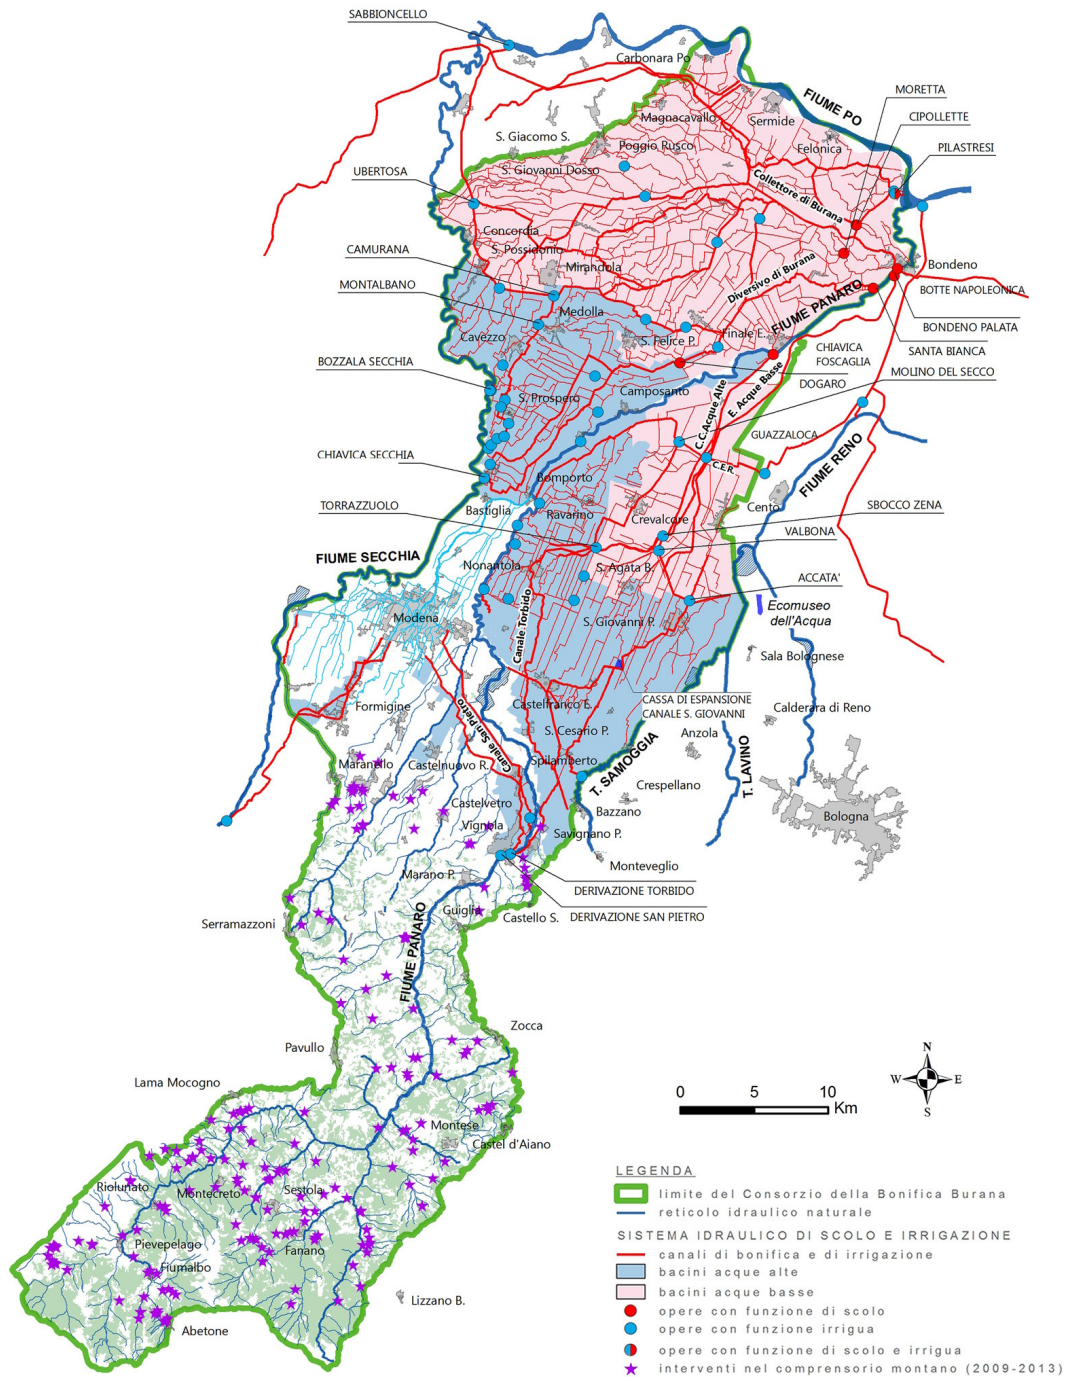 SABBIONCELLO
Carbonara Po
FIUME PO
MORETTA
CIPOLLETTE
PILASTRESI
Magnacavallo
Sermide
Felonica
S. Giacomo S.
Poggio Rusco
S. Giovanni Dosso
UBERTOSA
Collettore di Burana
Concordia
S. Possidonio
CAMURANA
Mirandola
Bondeno
MONTALBANO
Diversivo di Burana
BOTTE NAPOLEONICA
Medolla
FIUME PANARO
BONDENO PALATA
Cavezzo
S. Felice P.
Finale E.
SANTA BIANCA
CHIAVICA
FOSCAGLIA
BOZZALA SECCHIA
MOLINO DEL SECCO
DOGARO
S. Prospero
Camposanto
C.C.Acque Alte
E. Acque Basse
GUAZZALOCA
CHIAVICA SECCHIA
C.E.R.
FIUME RENO
Bomporto
TORRAZZUOLO
Bastiglia
Ravarino
Crevalcore
Cento
SBOCCO ZENA
VALBONA
FIUME SECCHIA
Nonantola
S. Agata B.
ACCATA'
Ecomuseo
dell'Acqua
Modena
Canale Torbido
S. Giovanni P.
Sala Bolognese
Formigine
CASSA DI ESPANSIONE
CANALE S. GIOVANNI
Castelfranco E.
Calderara di Reno
Canale San Pietro
S. Cesario P.
Anzola
Maranello
Castelnuovo R.
Spilamberto
T. SAMOGGIA
T. LAVINO
Crespellano
Castelvetro
Bazzano
Bologna
Vignola
Savignano P.
Monteveglio
Marano P.
DERIVAZIONE TORBIDO
Guiglia
Castello S.
DERIVAZIONE SAN PIETRO
Serramazzoni
FIUME PANARO
Zocca
Pavullo
N
W E
S
Lama Mocogno
0 5 10
Km
Montese
Castel d'Aiano
Riolunato
Montecreto
Sestola
Pievepelago
Fanano
Fiumalbo
Lizzano B.
Abetone
LEGENDA
limite del Consorzio della Bonifica Burana
reticolo idraulico naturale
SISTEMA IDRAULICO DI SCOLO E IRRIGAZIONE
canali di bonifica e di irrigazione
bacini acque alte
bacini acque basse
opere con funzione di scolo
opere con funzione irrigua
opere con funzione di scolo e irrigua
interventi nel comprensorio montano (2009-2013)